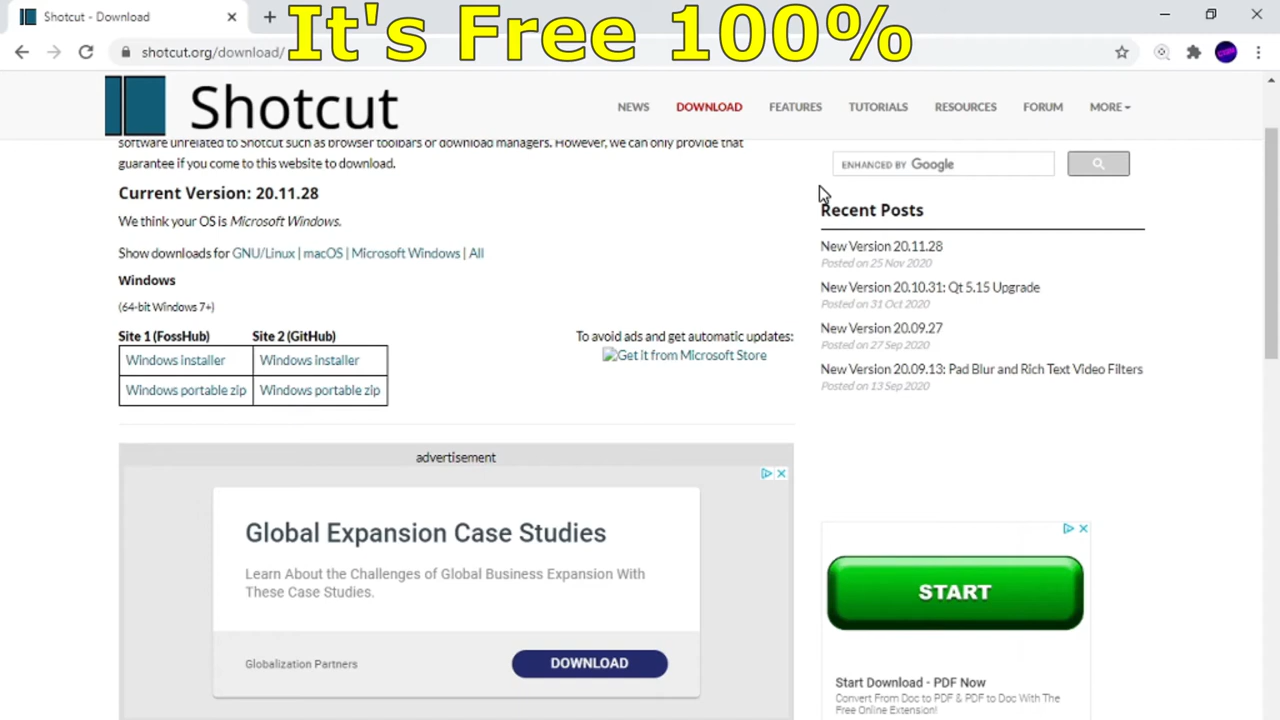 Shotcut - Download
It's Free 100%
shotcut.org/download/
Shotcut
NEWS
DOWNLOAD
FEATURES
TUTORIALS
RESOURCES
FORUM
MORE
software unrelated to Shotcut such as browser toolbars or download managers. However, we can only provide that
guarantee if you come to this website to download.
Current Version: 20.11.28
We think your OS is Microsoft Windows.
Show downloads for GNU/Linux | macOS | Microsoft Windows | All
Windows
(64-bit Windows 7+)
Site 1 (FossHub) Site 2 (GitHub)
Windows installer Windows installer
Windows portable zip Windows portable zip
To avoid ads and get automatic updates:
Get it from Microsoft Store
advertisement
Global Expansion Case Studies
Learn About the Challenges of Global Business Expansion With
These Case Studies.
Globalization Partners
DOWNLOAD
ENHANCED BY Google
Recent Posts
New Version 20.11.28
Posted on 25 Nov 2020
New Version 20.10.31: Qt 5.15 Upgrade
Posted on 31 Oct 2020
New Version 20.09.27
Posted on 27 Sep 2020
New Version 20.09.13: Pad Blur and Rich Text Video Filters
Posted on 13 Sep 2020
START
Start Download - PDF Now
Convert From Doc to PDF & PDF to Doc With The
Free Online Extension!